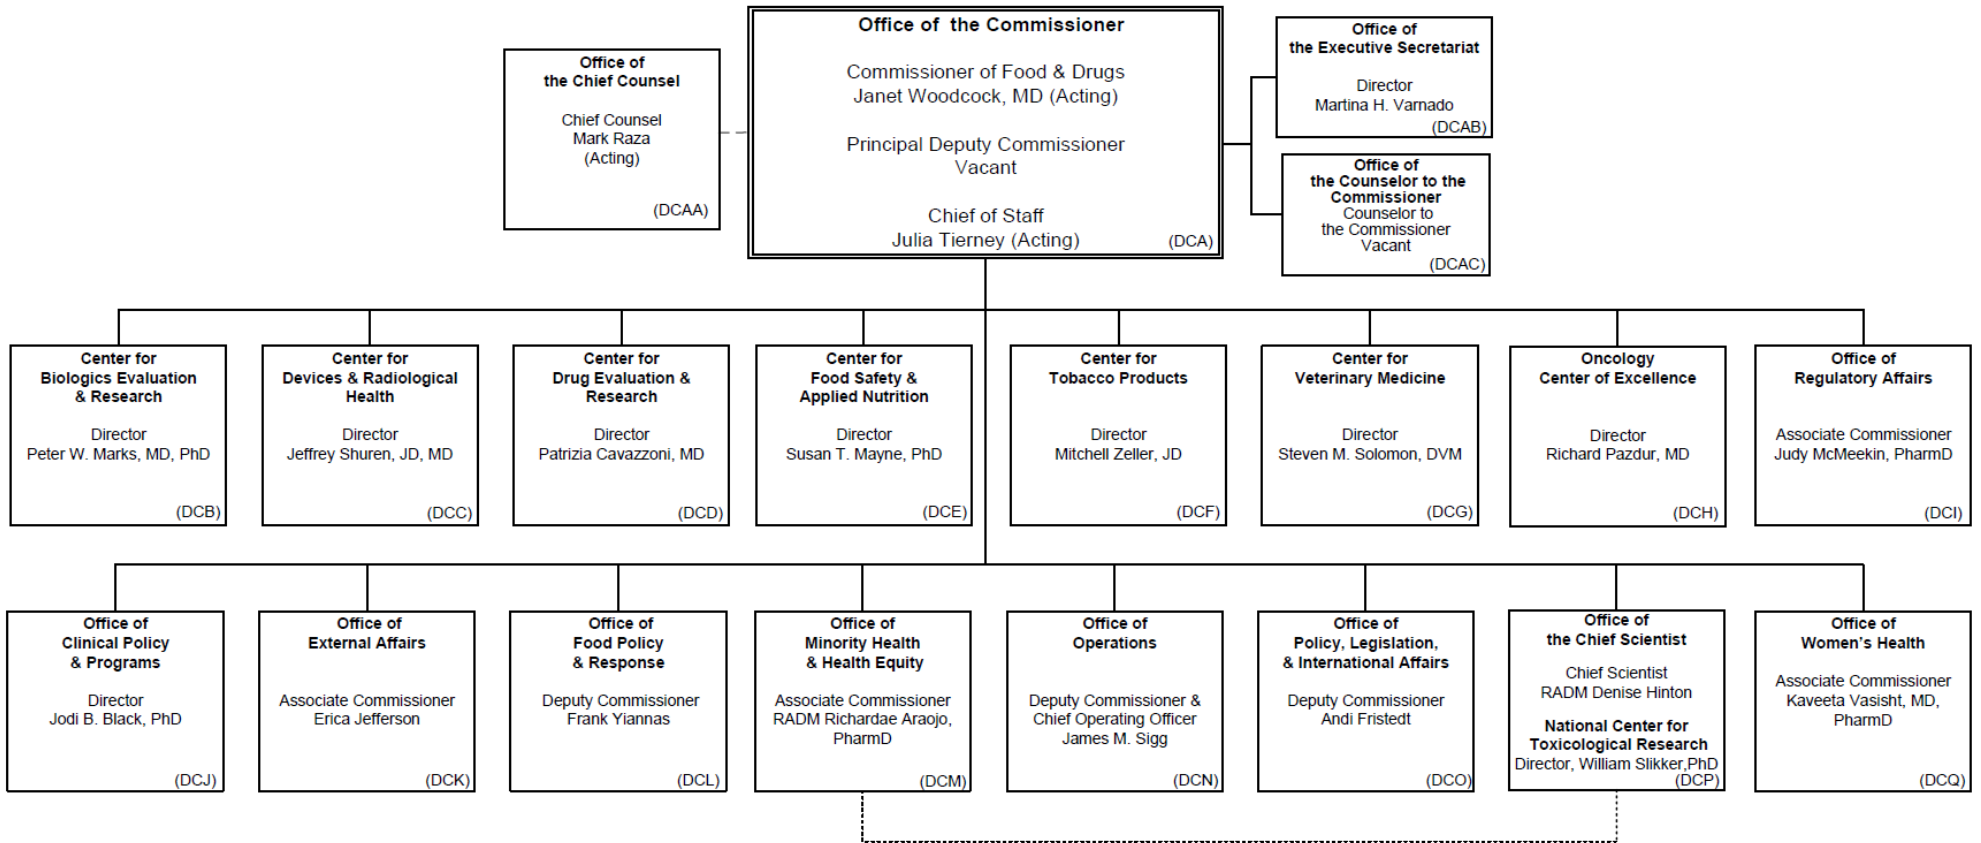 Office of the Commissioner
Commissioner of Food & Drugs
Janet Woodcock, MD (Acting)
Principal Deputy Commissioner
Vacant
Chief of Staff
Julia Tierney (Acting)
(DCA)
Office of
the Chief Counsel
Chief Counsel
Mark Raza
(Acting)
(DCAA)
Office of
the Executive Secretariat
Director
Martina H. Varnado
(DCAB)
Office of
the Counselor to the
Commissioner
Counselor to
the Commissioner
Vacant
(DCAC)
Center for
Biologics Evaluation
& Research
Director
Peter W. Marks, MD, PhD
(DCB)
Center for
Devices & Radiological
Health
Director
Jeffrey Shuren, JD, MD
(DCC)
Center for
Drug Evaluation &
Research
Director
Patrizia Cavazzoni, MD
(DCD)
Center for
Food Safety &
Applied Nutrition
Director
Susan T. Mayne, PhD
(DCE)
Center for
Tobacco Products
Director
Mitchell Zeller, JD
(DCF)
Center for
Veterinary Medicine
Director
Steven M. Solomon, DVM
(DCG)
Oncology
Center of Excellence
Director
Richard Pazdur, MD
(DCH)
Office of
Regulatory Affairs
Associate Commissioner
Judy McMeekin, PharmD
(DCI)
Office of
Clinical Policy
& Programs
Director
Jodi B. Black, PhD
(DCJ)
Office of
External Affairs
Associate Commissioner
Erica Jefferson
(DCK)
Office of
Food Policy
& Response
Deputy Commissioner
Frank Yiannas
(DCL)
Office of
Minority Health
& Health Equity
Associate Commissioner
RADM Richardae Araojo,
PharmD
(DCM)
Office of
Operations
Deputy Commissioner &
Chief Operating Officer
James M. Sigg
(DCN)
Office of
Policy, Legislation,
& International Affairs
Deputy Commissioner
Andi Fristedt
(DCO)
Office of
the Chief Scientist
Chief Scientist
RADM Denise Hinton
National Center for
Toxicological Research
Director, William Slikker,PhD
(DCP)
Office of
Women's Health
Associate Commissioner
Kaveeta Vasisht, MD,
PharmD
(DCQ)